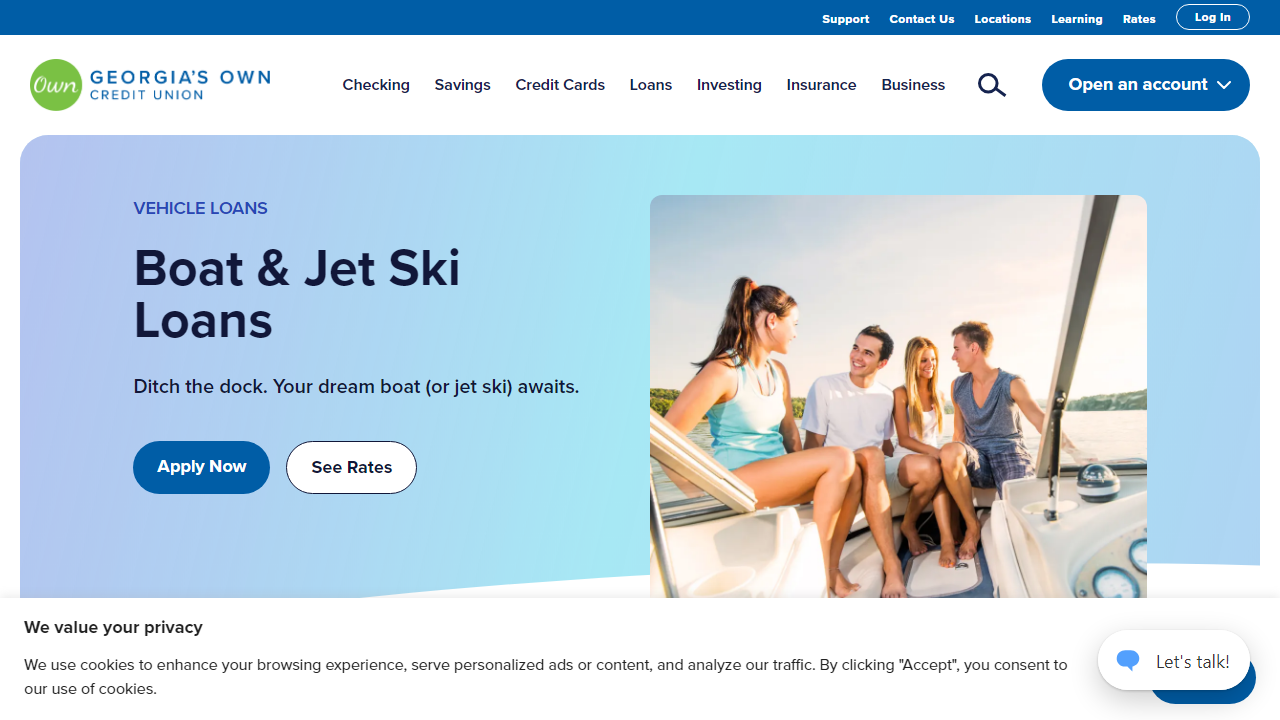 Support Contact Us Locations Learning Rates Log In
Own GEORGIA'S OWN
CREDIT UNION
Checking Savings Credit Cards Loans Investing Insurance Business Open an account
VEHICLE LOANS
Boat & Jet Ski
Loans
Ditch the dock. Your dream boat (or jet ski) awaits.
Apply Now See Rates
We value your privacy
We use cookies to enhance your browsing experience, serve personalized ads or content, and analyze our traffic. By clicking "Accept", you consent to
our use of cookies.
Let's talk!